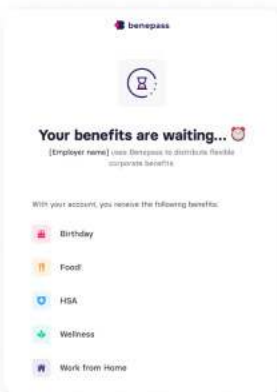 benepass
Your benefits are waiting... ⏰
[Employer name] uses Benepass to distribute flexible
corporate benefits
With your account, you receive the following benefits:
Birthday
Food!
HSA
Wellness
Work from Home